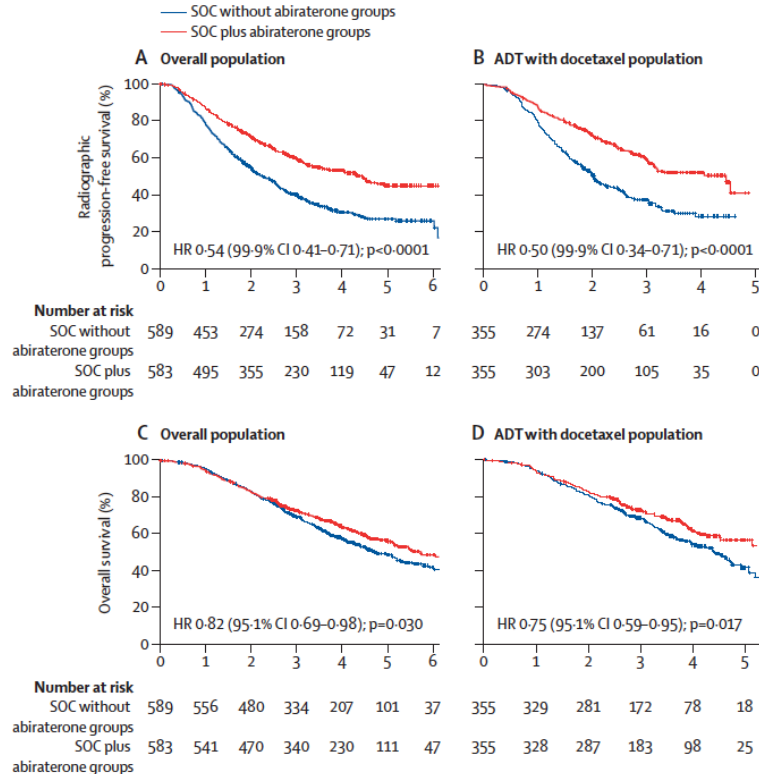 SOC without abiraterone groups
SOC plus abiraterone groups
A Overall population
B ADT with docetaxel population
Radiographic
progression-free survival (%)
100
80
60
40
20
0
HR 0·54 (99·9% CI 0·41–0·71); p<0·0001
HR 0·50 (99·9% CI 0·34–0·71); p<0·0001
0 1 2 3 4 5 6
0 1 2 3 4 5
Number at risk
SOC without 589 453 274 158 72 31 7 355 274 137 61 16 0
abiraterone groups
SOC plus 583 495 355 230 119 47 12 355 303 200 105 35 0
abiraterone groups
C Overall population
D ADT with docetaxel population
Overall survival (%)
100
80
60
40
20
0
HR 0·82 (95·1% CI 0·69–0·98); p=0·030
HR 0·75 (95·1% CI 0·59–0·95); p=0·017
0 1 2 3 4 5 6
0 1 2 3 4 5
Number at risk
SOC without 589 556 480 334 207 101 37 355 329 281 172 78 18
abiraterone groups
SOC plus 583 541 470 340 230 111 47 355 328 287 183 98 25
abiraterone groups